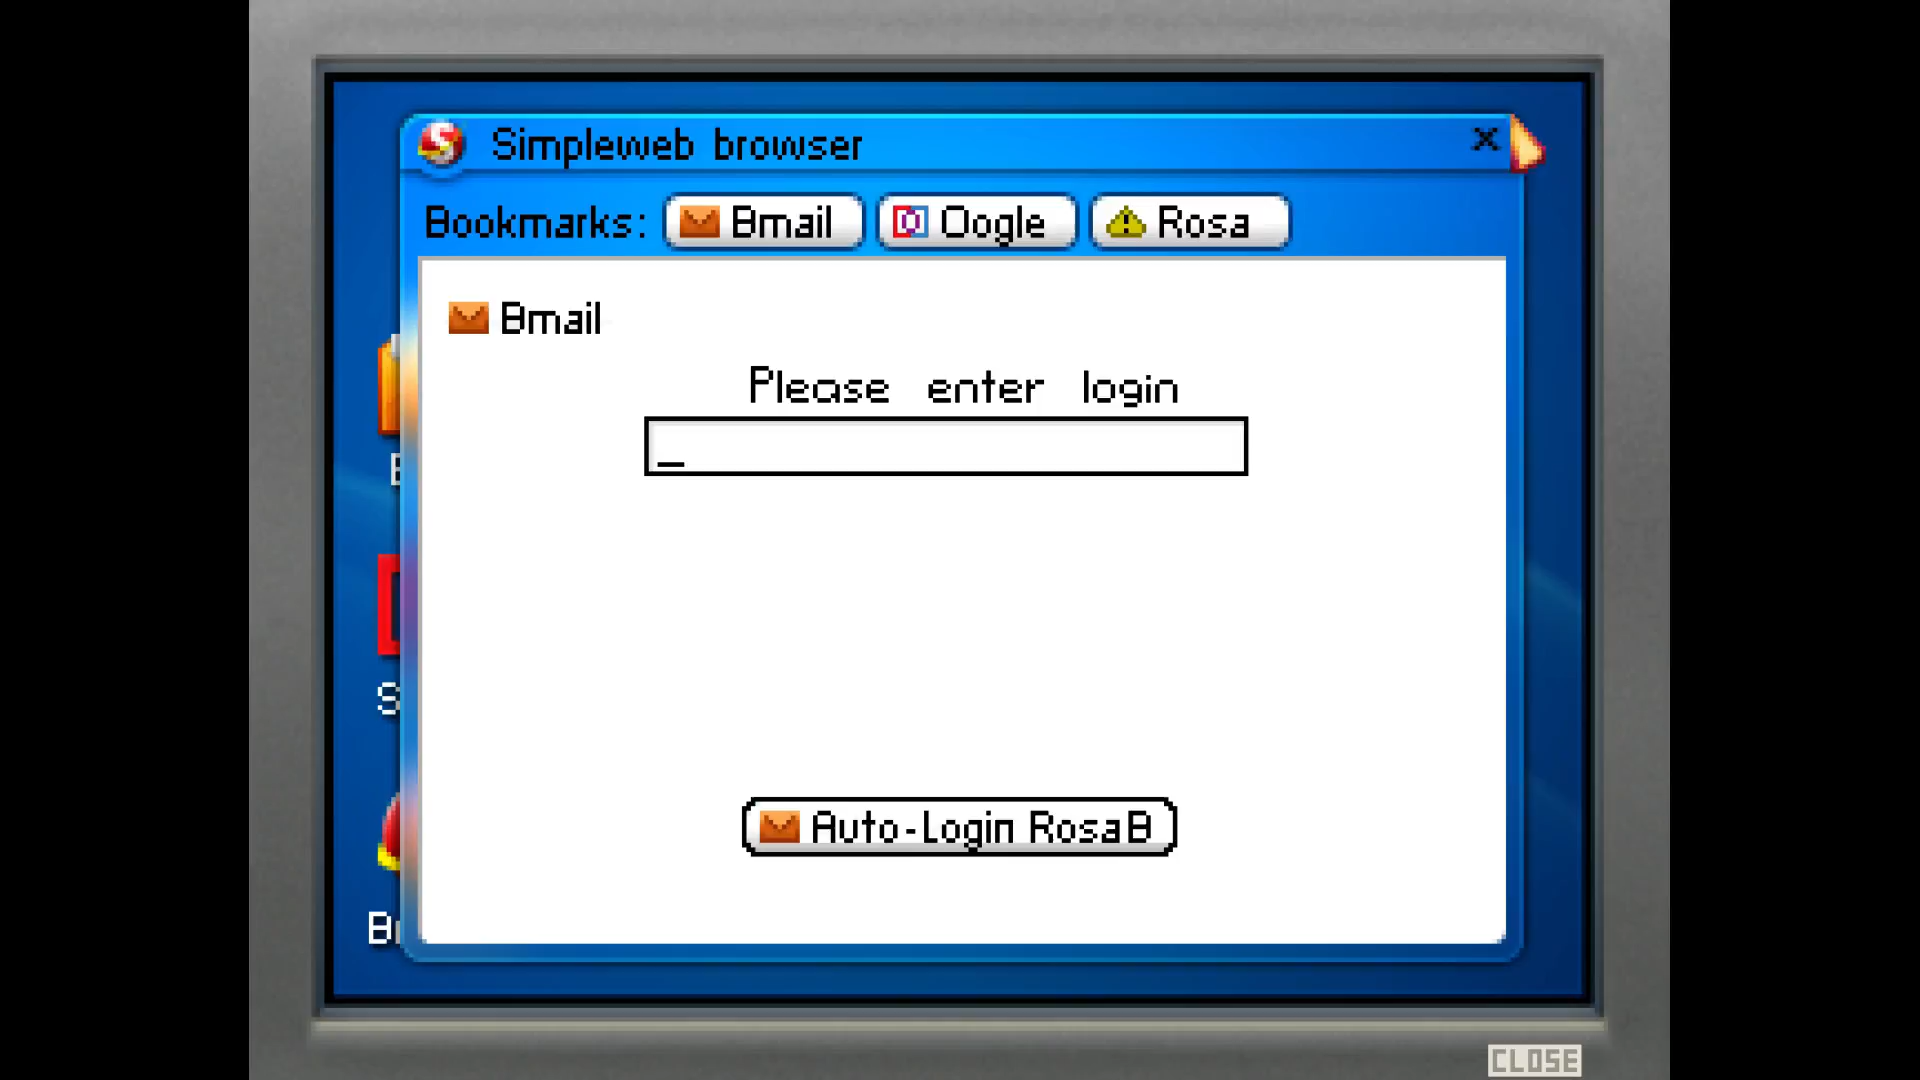 Simpleweb browser
Bookmarks: Bmail Oogle Rosa
Bmail
Please enter login
Auto-Login RosaB
CLOSE